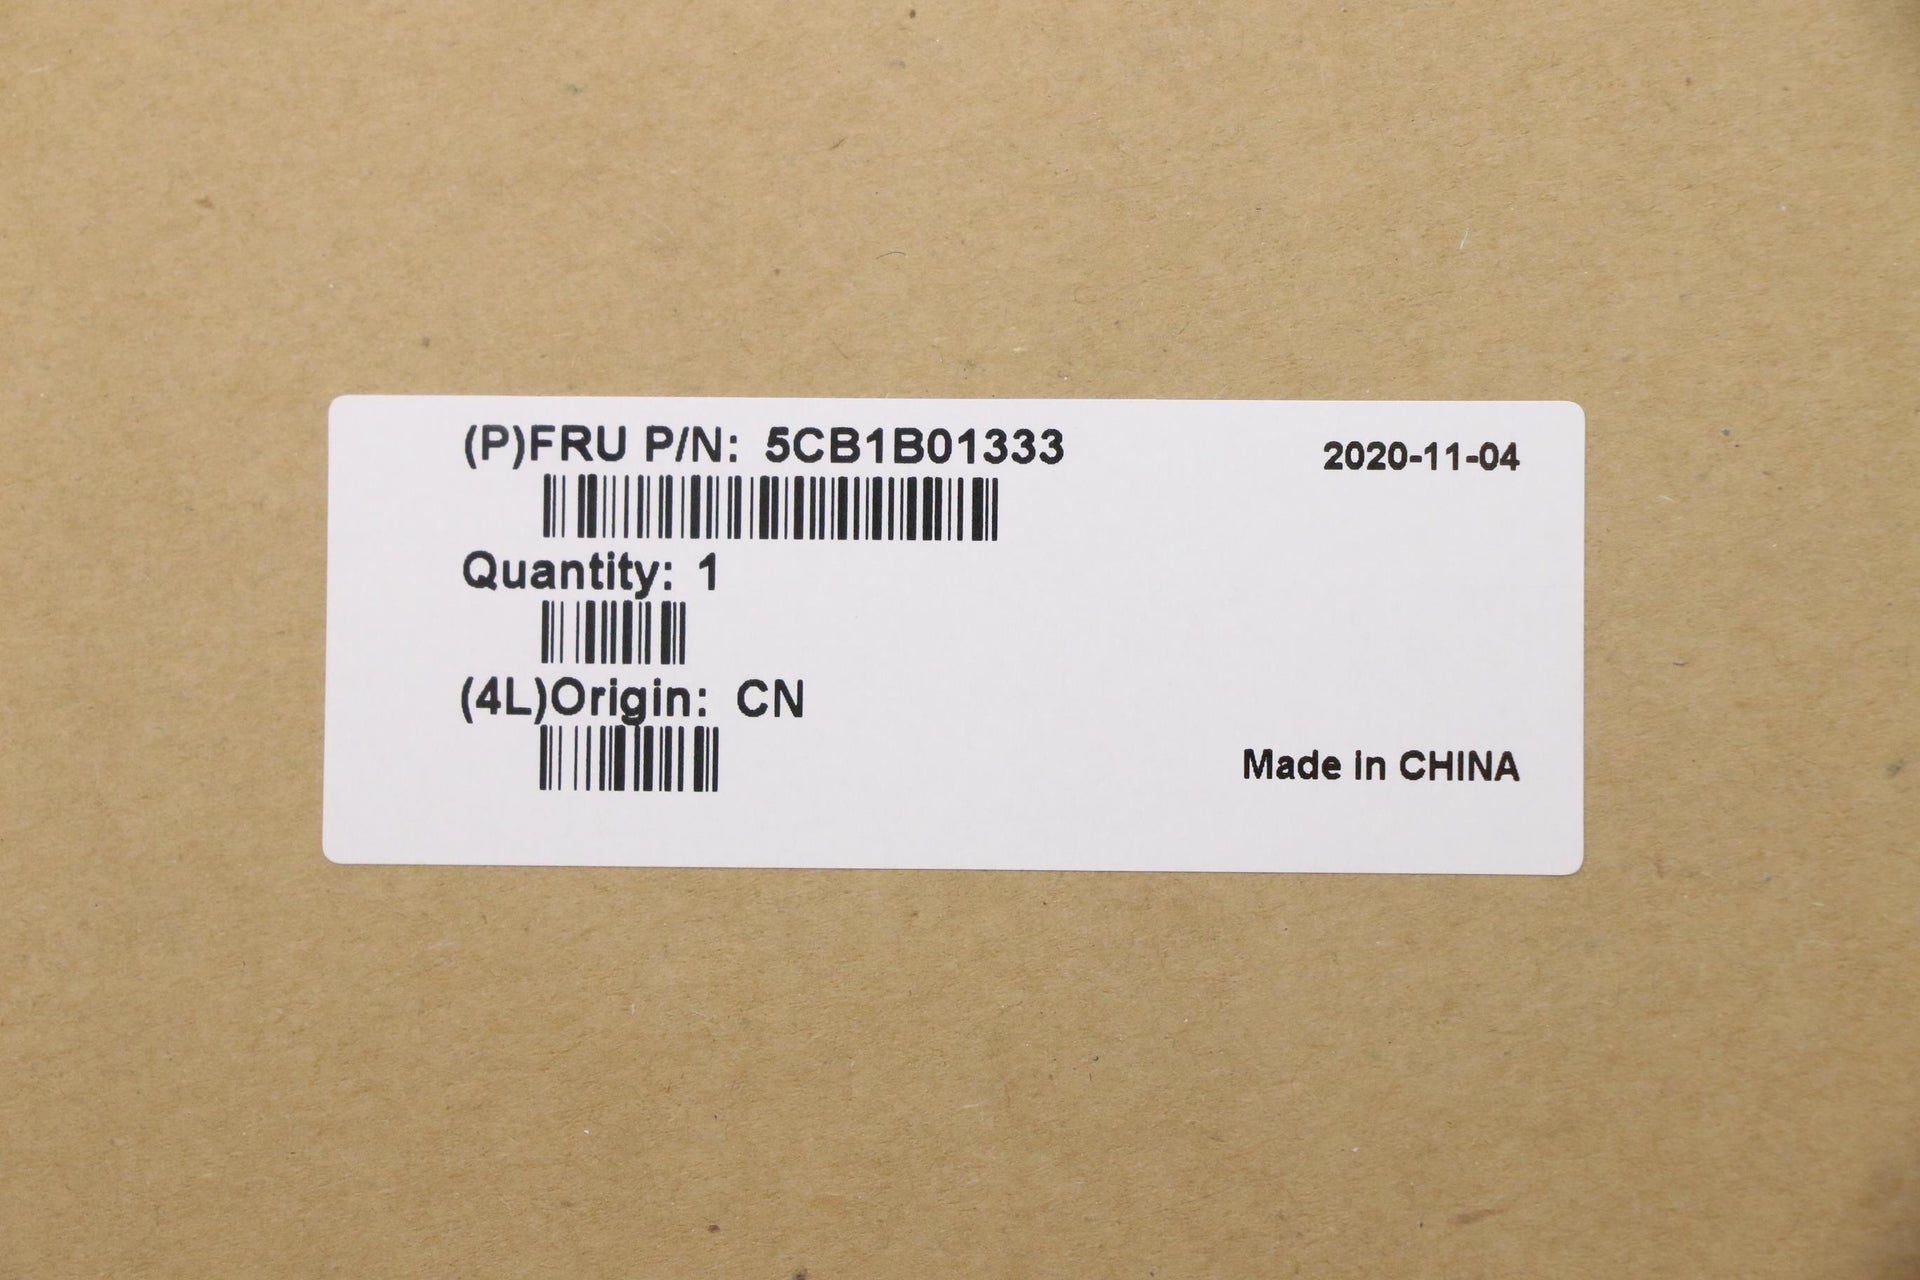 (P)FRU P/N: 5CB1B01333
2020-11-04
Quantity: 1
(4L)Origin: CN
Made in CHINA